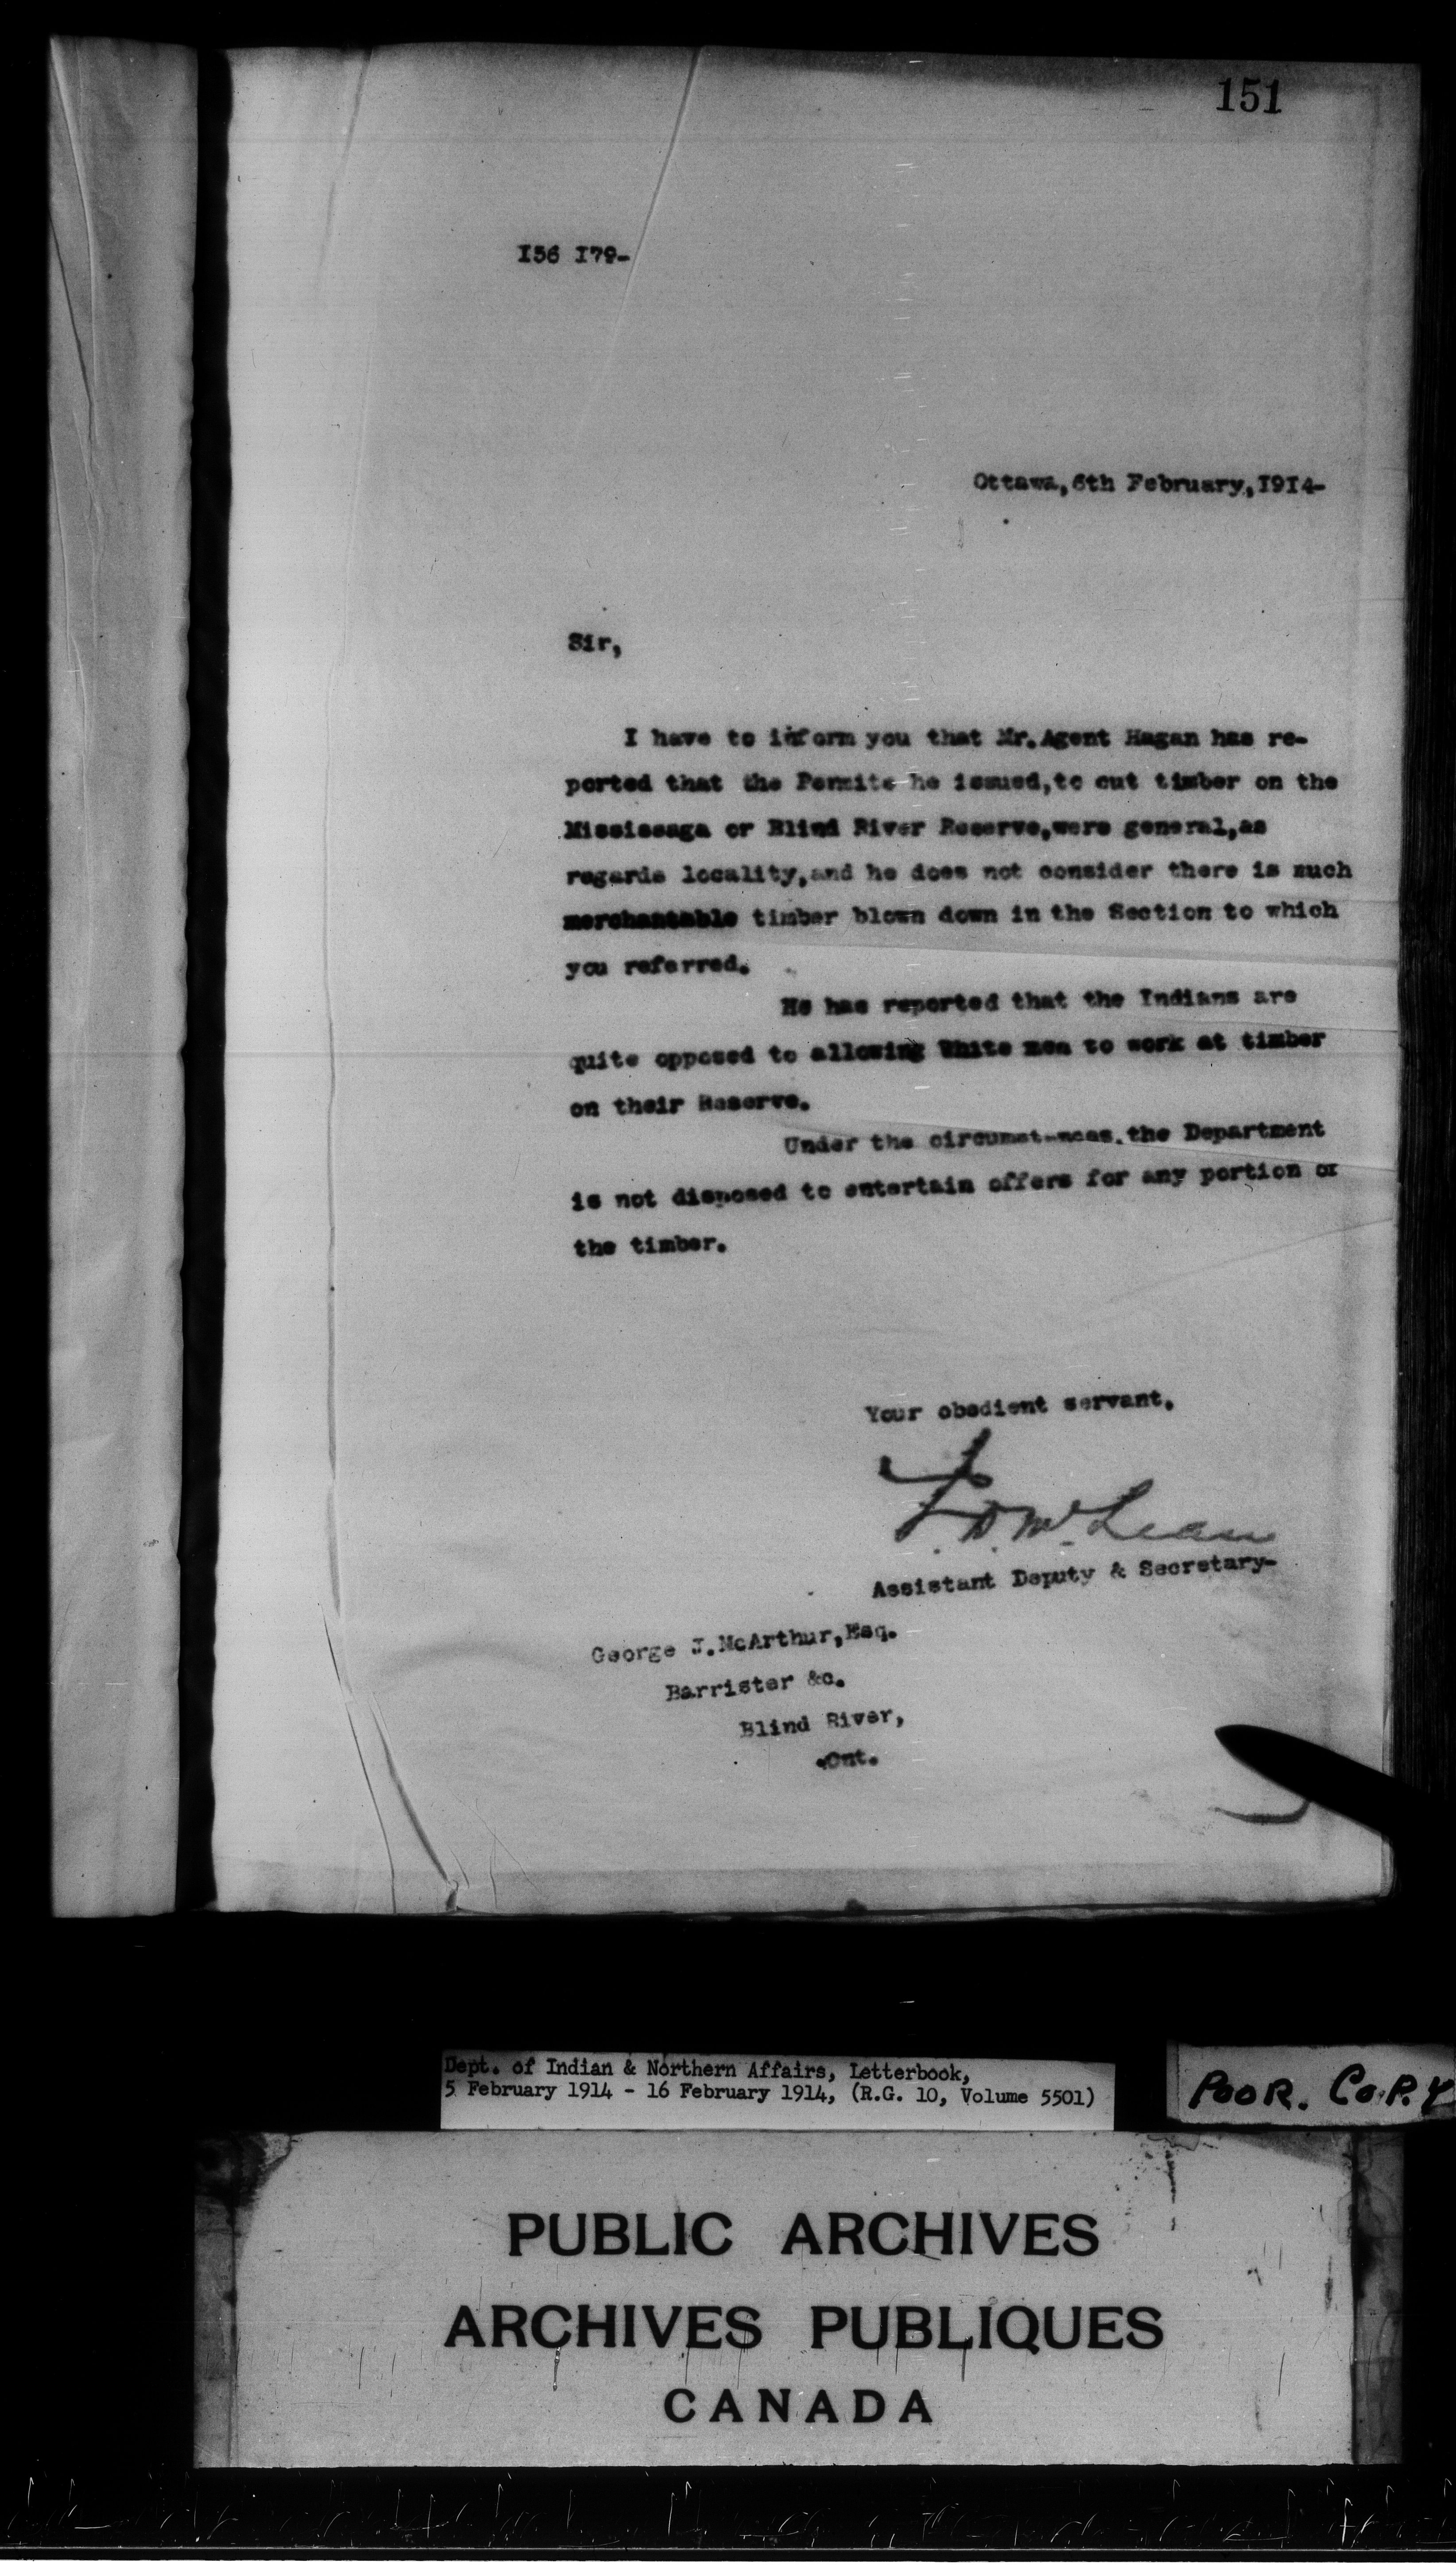 151
156 179-
Ottawa, 6th February, 1914-
Sir,
I have to inform you that Mr. Agent Hagan has re-
ported that the Permits he issued, to cut timber on the
Mississaga or Blind River Reserve, were general, as
regards locality, and he does not consider there is much
merchantable timber blown down in the Section to which
you referred.
He has reported that the Indians are
quite opposed to allowing White men to work at timber
on their Reserve.
Under the circumstances, the Department
is not disposed to entertain offers for any portion of
the timber.
Your obedient servant.
J.D. McLean
Assistant Deputy & Secretary-
George J. McArthur, Esq.
Barrister &c.
Blind River,
Ont.
Dept. of Indian & Northern Affairs, Letterbook,
5 February 1914 - 16 February 1914, (R.G. 10, Volume 5501)
POOR. COPY
PUBLIC ARCHIVES
ARCHIVES PUBLIQUES
CANADA